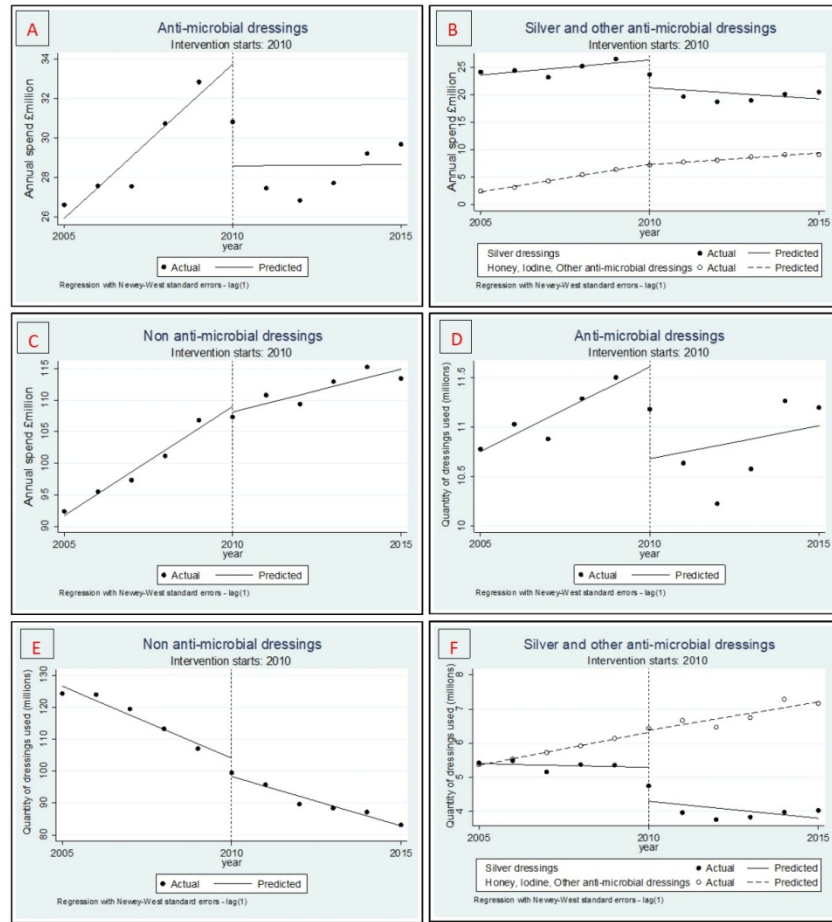 A
Anti-microbial dressings
Intervention starts: 2010
Annual spend £million
34
32
30
28
26
2005
2010
2015
year
Actual
Predicted
Regression with Newey-West standard errors - lag(1)
B
Silver and other anti-microbial dressings
Intervention starts: 2010
Annual spend £million
25
20
15
10
5
0
2005
2010
2015
year
Silver dressings Actual Predicted
Honey, Iodine, Other anti-microbial dressings Actual Predicted
Regression with Newey-West standard errors - lag(1)
C
Non anti-microbial dressings
Intervention starts: 2010
Annual spend £million
115
110
105
100
95
90
2005
2010
2015
year
Actual
Predicted
Regression with Newey-West standard errors - lag(1)
D
Anti-microbial dressings
Intervention starts: 2010
Quantity of dressings used (millions)
11.5
11
10.5
10
2005
2010
2015
year
Actual
Predicted
Regression with Newey-West standard errors - lag(1)
E
Non anti-microbial dressings
Intervention starts: 2010
Quantity of dressings used (millions)
130
120
110
100
90
80
2005
2010
2015
year
Actual
Predicted
Regression with Newey-West standard errors - lag(1)
F
Silver and other anti-microbial dressings
Intervention starts: 2010
Quantity of dressings used (millions)
8
7
6
5
4
2005
2010
2015
year
Silver dressings Actual Predicted
Honey, Iodine, Other anti-microbial dressings Actual Predicted
Regression with Newey-West standard errors - lag(1)